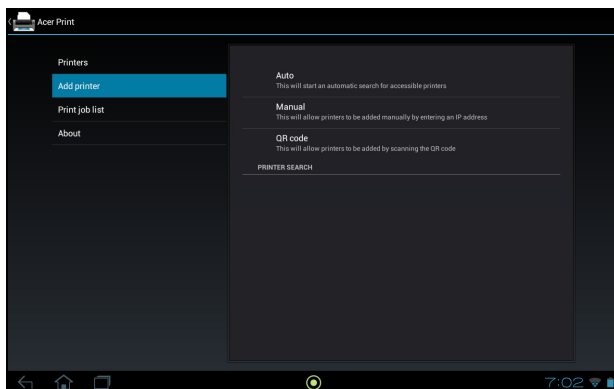 Acer Print
Printers
Add printer
Print job list
About
Auto
This will start an automatic search for accessible printers
Manual
This will allow printers to be added manually by entering an IP address
QR code
This will allow printers to be added by scanning the QR code
PRINTER SEARCH
7:02